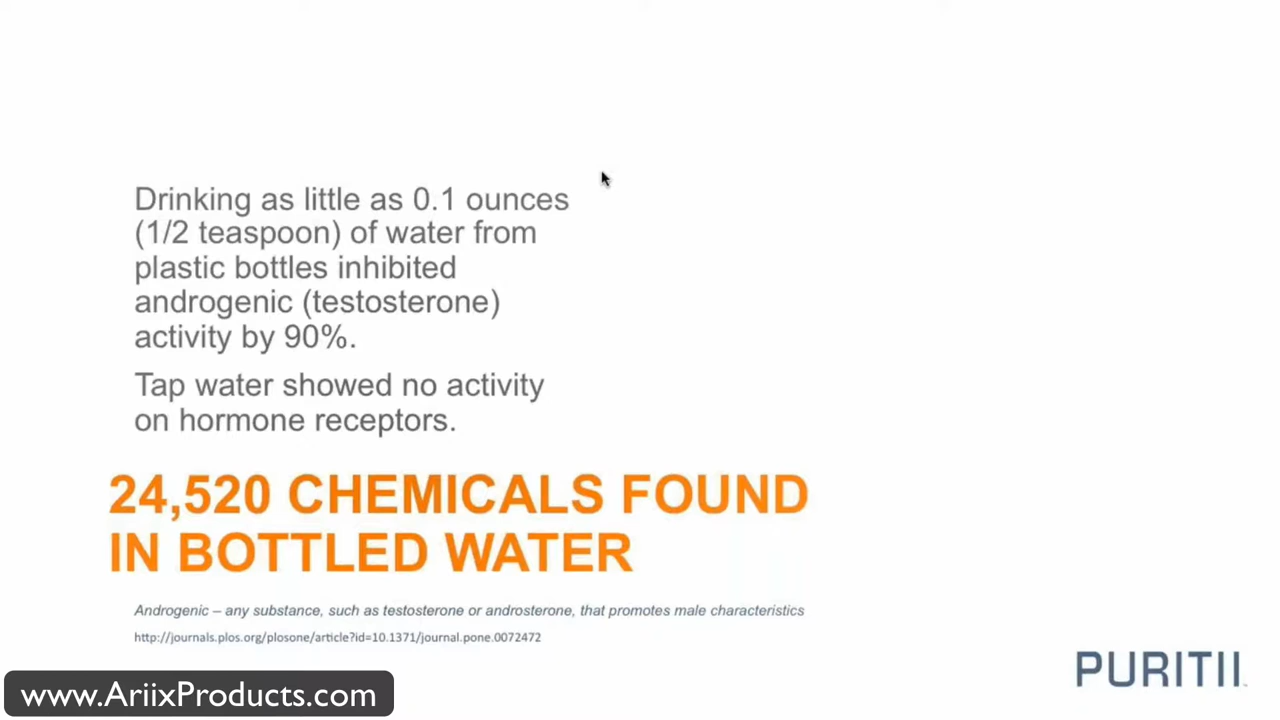 Drinking as little as 0.1 ounces
(1/2 teaspoon) of water from
plastic bottles inhibited
androgenic (testosterone)
activity by 90%.
Tap water showed no activity
on hormone receptors.
24,520 CHEMICALS FOUND
IN BOTTLED WATER
Androgenic – any substance, such as testosterone or androsterone, that promotes male characteristics
http://journals.plos.org/plosone/article?id=10.1371/journal.pone.0072472
PURITII
www.AriixProducts.com